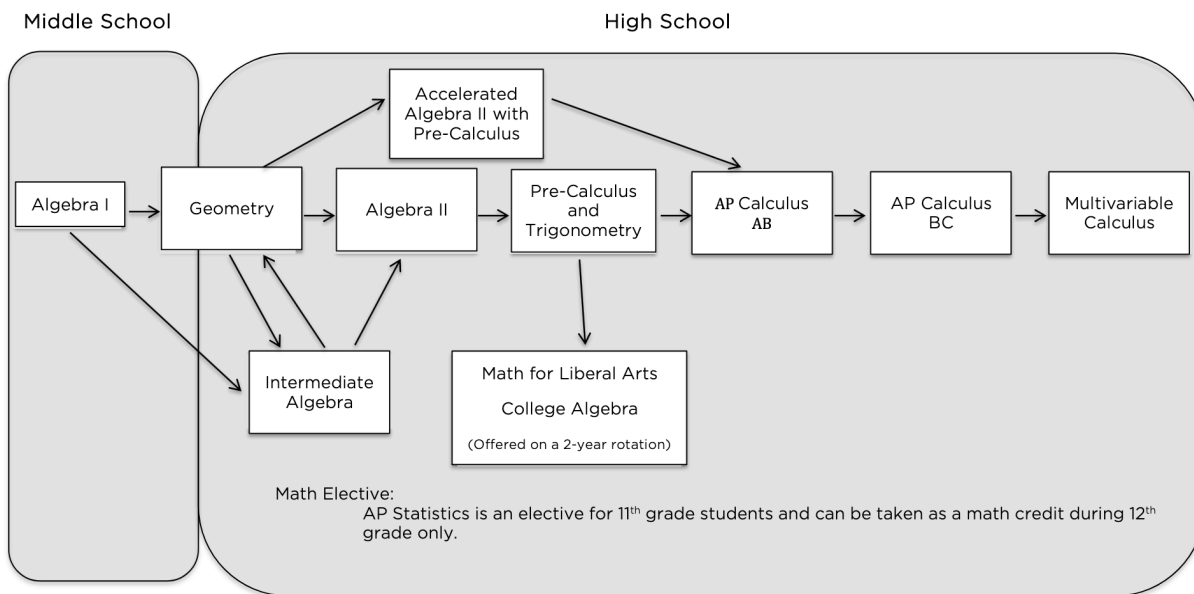 Middle School
High School
Accelerated
Algebra II with
Pre-Calculus
Algebra I
Geometry
Algebra II
Pre-Calculus
and
Trigonometry
AP Calculus
AB
AP Calculus
BC
Multivariable
Calculus
Intermediate
Algebra
Math for Liberal Arts
College Algebra
(Offered on a 2-year rotation)
Math Elective:
AP Statistics is an elective for 11th grade students and can be taken as a math credit during 12th
grade only.